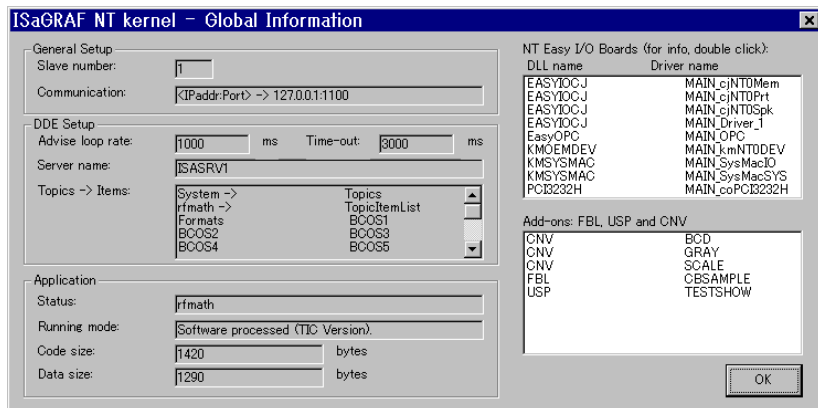 ISaGRAF NT kernel - Global Information
General Setup
Slave number: 1
Communication: <IPaddr:Port> -> 127.0.0.1:1100
DDE Setup
Advise loop rate: 1000 ms Time-out: 3000 ms
Server name: ISASRV1
Topics -> Items: System -> Topics
rfmath -> TopicItemList
Formats BCOS1
BCOS2 BCOS3
BCOS4 BCOS5
Application
Status: rfmath
Running mode: Software processed (TIC Version).
Code size: 1420 bytes
Data size: 1290 bytes
NT Easy I/O Boards (for info, double click):
DLL name Driver name
EASYIOCJ MAIN_cjNT0Mem
EASYIOCJ MAIN_cjNT0Prt
EASYIOCJ MAIN_cjNT0Spk
EASYIOCJ MAIN_Driver_1
EasyOPC MAIN_OPC
KMOEMDEV MAIN_kmNT0DEV
KMSYSMAC MAIN_SysMacIO
KMSYSMAC MAIN_SysMacSYS
PCI3232H MAIN_coPCI3232H
Add-ons: FBL, USP and CNV
CNV BCD
CNV GRAY
CNV SCALE
FBL CBSAMPLE
USP TESTSHOW
OK